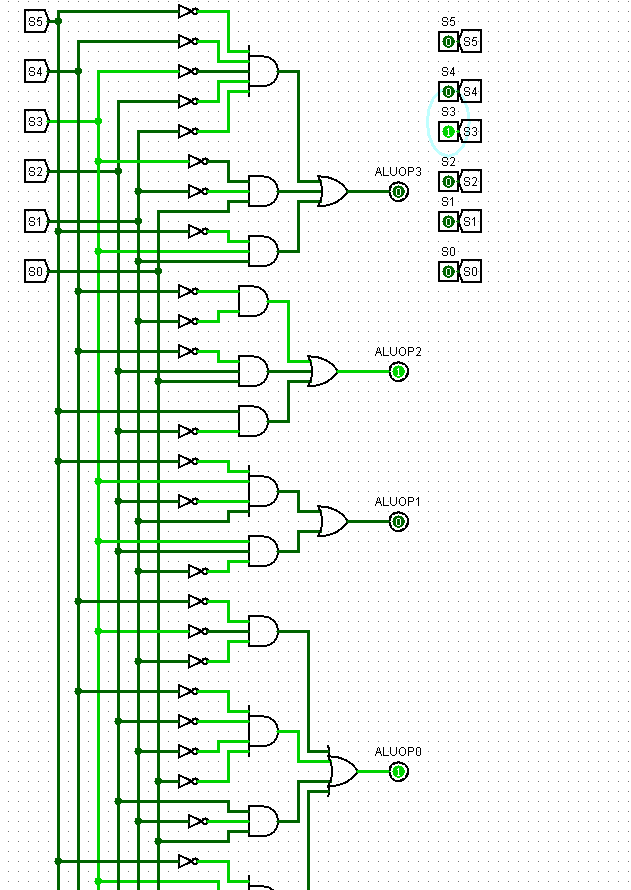 S5
S4
S3
S2
S1
S0
ALUOP3
0
ALUOP2
1
ALUOP1
0
ALUOP0
1
S5
0 S5
S4
0 S4
S3
1 S3
S2
0 S2
S1
0 S1
S0
0 S0